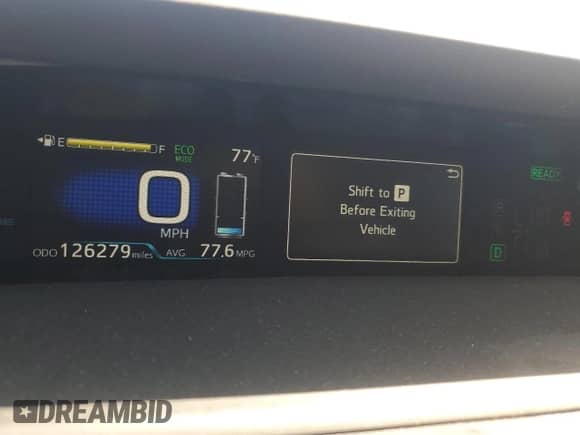 E F
ECO
MODE
77°F
0
MPH
ODO 126279 miles AVG 77.6 MPG
Shift to P
Before Exiting
Vehicle
READY
D
DREAMBID